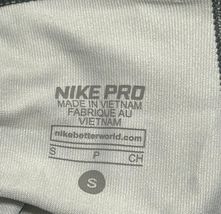 NIKE PRO
MADE IN VIETNAM
FABRIQUÉ AU
VIETNAM
nikebetterworld.com
S P CH
S